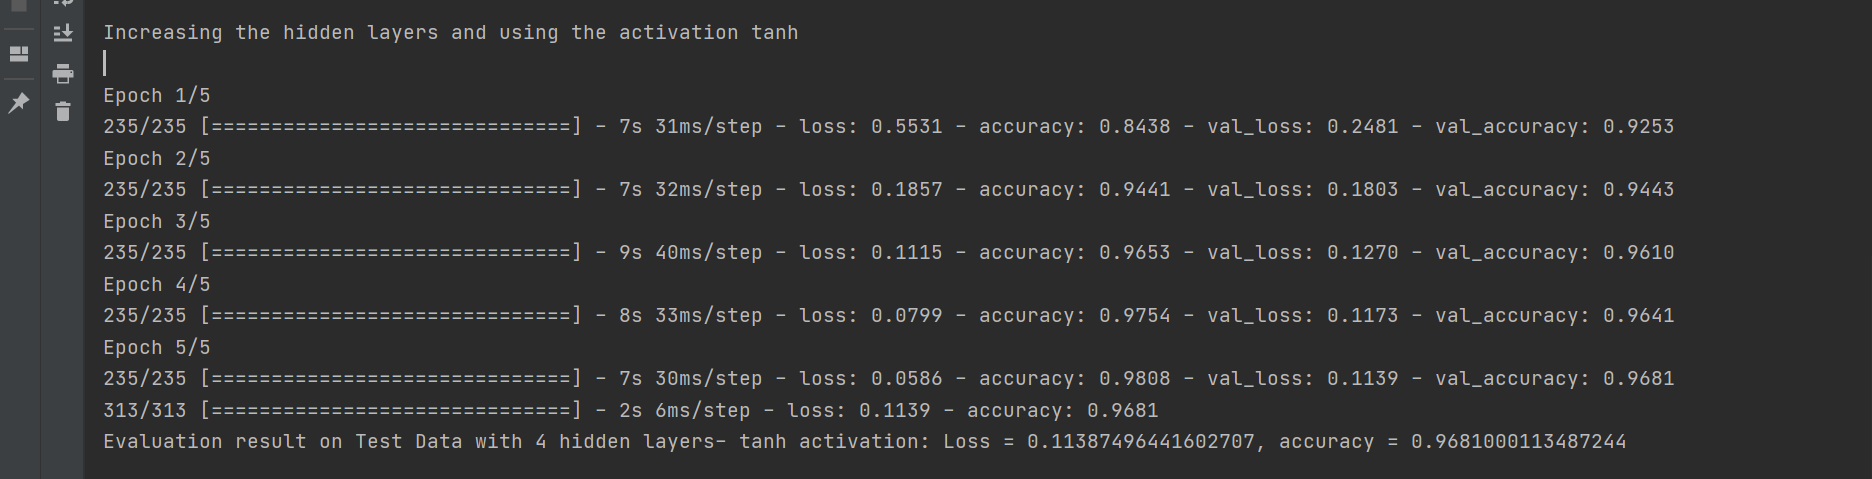 Increasing the hidden layers and using the activation tanh
Epoch 1/5
235/235 [==============================] - 7s 31ms/step - loss: 0.5531 - accuracy: 0.8438 - val_loss: 0.2481 - val_accuracy: 0.9253
Epoch 2/5
235/235 [==============================] - 7s 32ms/step - loss: 0.1857 - accuracy: 0.9441 - val_loss: 0.1803 - val_accuracy: 0.9443
Epoch 3/5
235/235 [==============================] - 9s 40ms/step - loss: 0.1115 - accuracy: 0.9653 - val_loss: 0.1270 - val_accuracy: 0.9610
Epoch 4/5
235/235 [==============================] - 8s 33ms/step - loss: 0.0799 - accuracy: 0.9754 - val_loss: 0.1173 - val_accuracy: 0.9641
Epoch 5/5
235/235 [==============================] - 7s 30ms/step - loss: 0.0586 - accuracy: 0.9808 - val_loss: 0.1139 - val_accuracy: 0.9681
313/313 [==============================] - 2s 6ms/step - loss: 0.1139 - accuracy: 0.9681
Evaluation result on Test Data with 4 hidden layers- tanh activation: Loss = 0.11387496441602707, accuracy = 0.9681000113487244